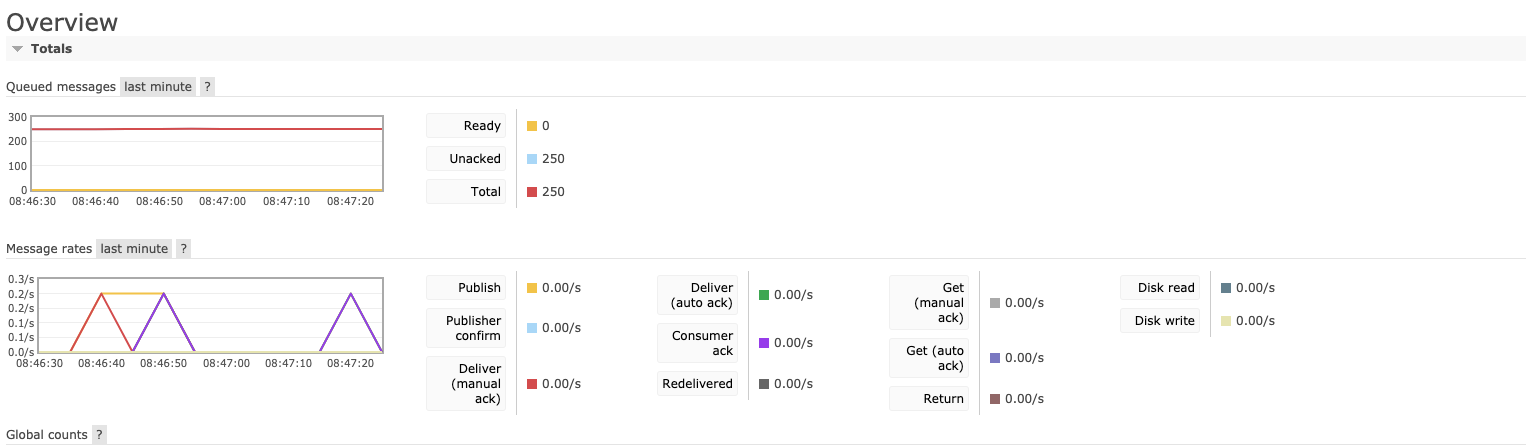 Overview
Totals
Queued messages last minute ?
300
200
100
0
08:46:30 08:46:40 08:46:50 08:47:00 08:47:10 08:47:20
Ready 0
Unacked 250
Total 250
Message rates last minute ?
0.3/s
0.2/s
0.2/s
0.1/s
0.1/s
0.0/s
08:46:30 08:46:40 08:46:50 08:47:00 08:47:10 08:47:20
Publish 0.00/s
Publisher
confirm 0.00/s
Deliver
(manual
ack) 0.00/s
Deliver
(auto ack) 0.00/s
Consumer
ack 0.00/s
Redelivered 0.00/s
Get
(manual
ack) 0.00/s
Get (auto
ack) 0.00/s
Return 0.00/s
Disk read 0.00/s
Disk write 0.00/s
Global counts ?